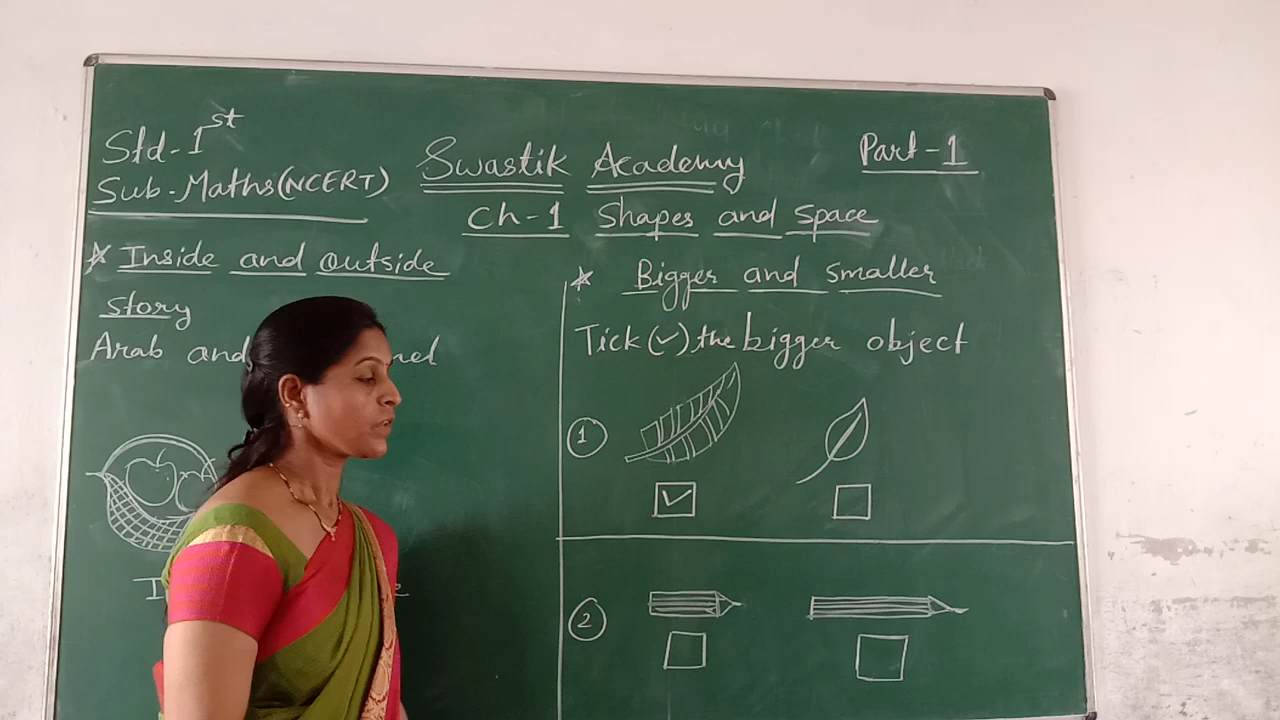 Std-1st
Sub-Maths(NCERT)
Swastik Academy
Part-1
Ch-1 Shapes and space
* Inside and outside
story
Arab and
* Bigger and smaller
Tick (✓) the bigger object
1
✓
2